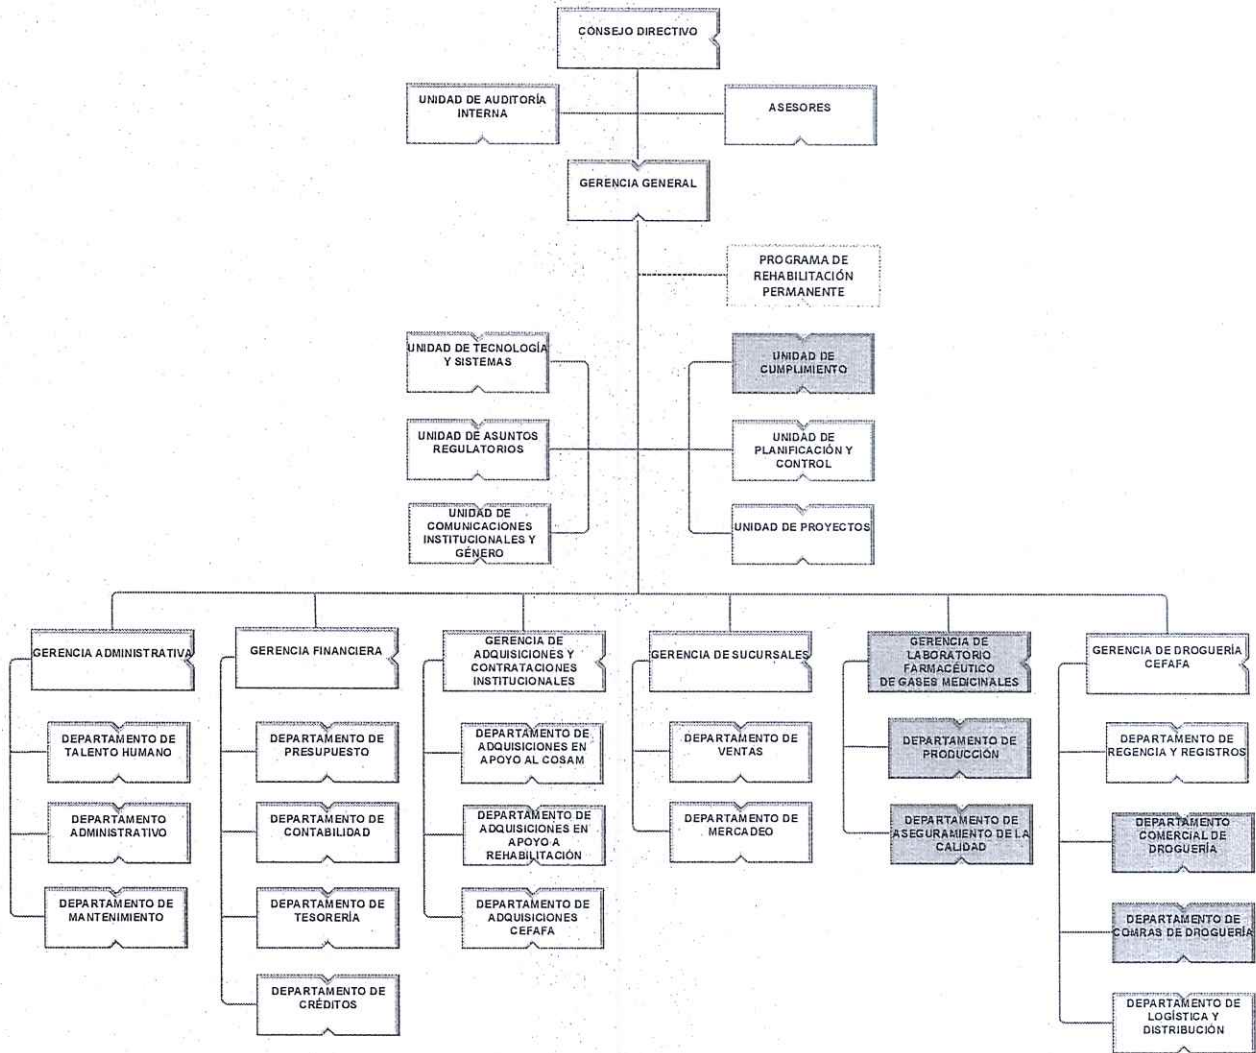 CONSEJO DIRECTIVO
UNIDAD DE AUDITORÍA
INTERNA
ASESORES
GERENCIA GENERAL
PROGRAMA DE
REHABILITACIÓN
PERMANENTE
UNIDAD DE TECNOLOGÍA
Y SISTEMAS
UNIDAD DE
CUMPLIMIENTO
UNIDAD DE ASUNTOS
REGULATORIOS
UNIDAD DE
PLANIFICACIÓN Y
CONTROL
UNIDAD DE
COMUNICACIONES
INSTITUCIONALES Y
GÉNERO
UNIDAD DE PROYECTOS
GERENCIA ADMINISTRATIVA
DEPARTAMENTO DE
TALENTO HUMANO
DEPARTAMENTO
ADMINISTRATIVO
DEPARTAMENTO DE
MANTENIMIENTO
GERENCIA FINANCIERA
DEPARTAMENTO DE
PRESUPUESTO
DEPARTAMENTO DE
CONTABILIDAD
DEPARTAMENTO DE
TESORERÍA
DEPARTAMENTO DE
CRÉDITOS
GERENCIA DE
ADQUISICIONES Y
CONTRATACIONES
INSTITUCIONALES
DEPARTAMENTO DE
ADQUISICIONES EN
APOYO AL COSAM
DEPARTAMENTO DE
ADQUISICIONES EN
APOYO A
REHABILITACIÓN
DEPARTAMENTO DE
ADQUISICIONES
CEFAFA
GERENCIA DE SUCURSALES
DEPARTAMENTO DE
VENTAS
DEPARTAMENTO DE
MERCADEO
GERENCIA DE
LABORATORIO
FARMACÉUTICO
DE GASES MEDICINALES
DEPARTAMENTO DE
PRODUCCIÓN
DEPARTAMENTO DE
ASEGURAMIENTO DE LA
CALIDAD
GERENCIA DE DROGUERÍA
CEFAFA
DEPARTAMENTO DE
REGENCIA Y REGISTROS
DEPARTAMENTO
COMERCIAL DE
DROGUERÍA
DEPARTAMENTO DE
COMRAS DE DROGUERÍA
DEPARTAMENTO DE
LOGÍSTICA Y
DISTRIBUCIÓN